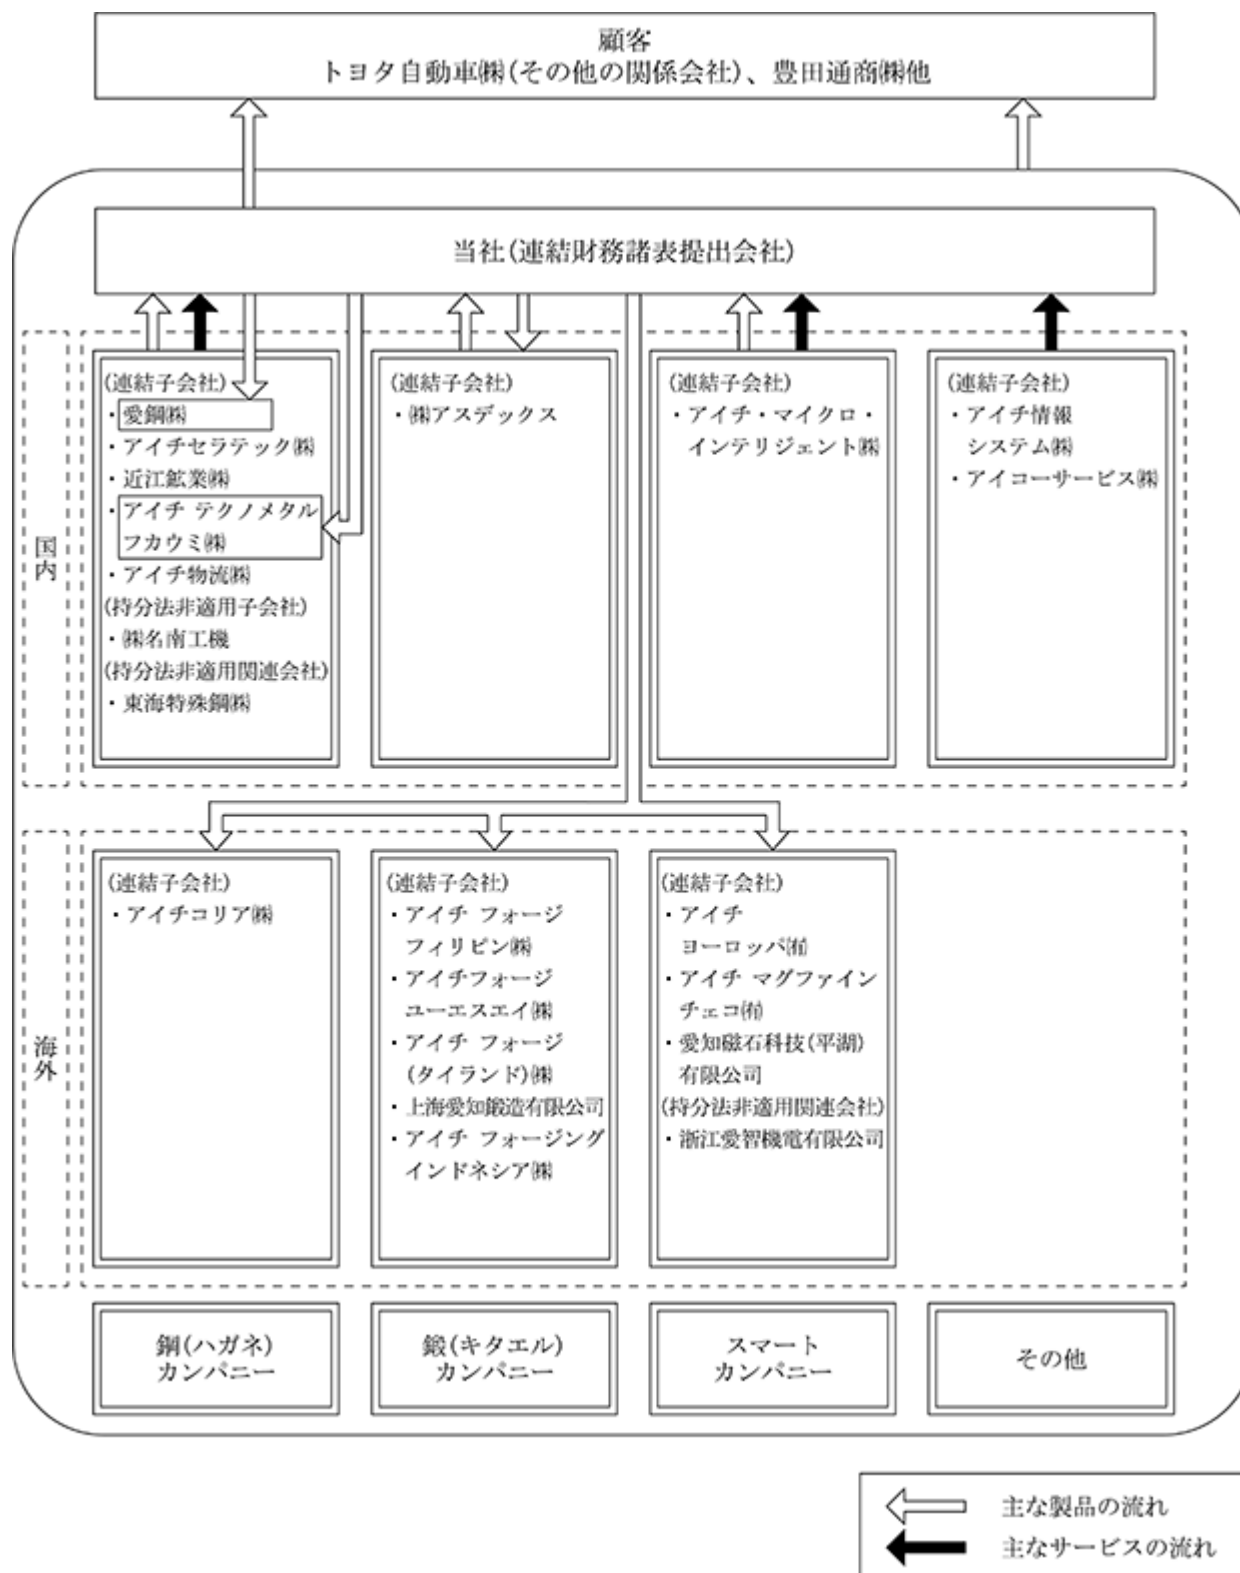 顧客
トヨタ自動車㈱(その他の関係会社)、豊田通商㈱他
当社(連結財務諸表提出会社)
国内
(連結子会社)
・愛鋼㈱
・アイチセラテック㈱
・近江鉱業㈱
・アイチ テクノメタル
フカウミ㈱
・アイチ物流㈱
(持分法非適用子会社)
・㈱名南工機
(持分法非適用関連会社)
・東海特殊鋼㈱
(連結子会社)
・㈱アスデックス
(連結子会社)
・アイチ・マイクロ・
インテリジェント㈱
(連結子会社)
・アイチ情報
システム㈱
・アイコーサービス㈱
海外
(連結子会社)
・アイチコリア㈱
(連結子会社)
・アイチ フォージ
フィリピン㈱
・アイチフォージ
ユーエスエイ㈱
・アイチ フォージ
(タイランド)㈱
・上海愛知鍛造有限公司
・アイチ フォージング
インドネシア㈱
(連結子会社)
・アイチ
ヨーロッパ㈲
・アイチ マグファイン
チェコ㈲
・愛知磁石科技(平湖)
有限公司
(持分法非適用関連会社)
・浙江愛智機電有限公司
鋼(ハガネ)
カンパニー
鍛(キタエル)
カンパニー
スマート
カンパニー
その他
主な製品の流れ
主なサービスの流れ